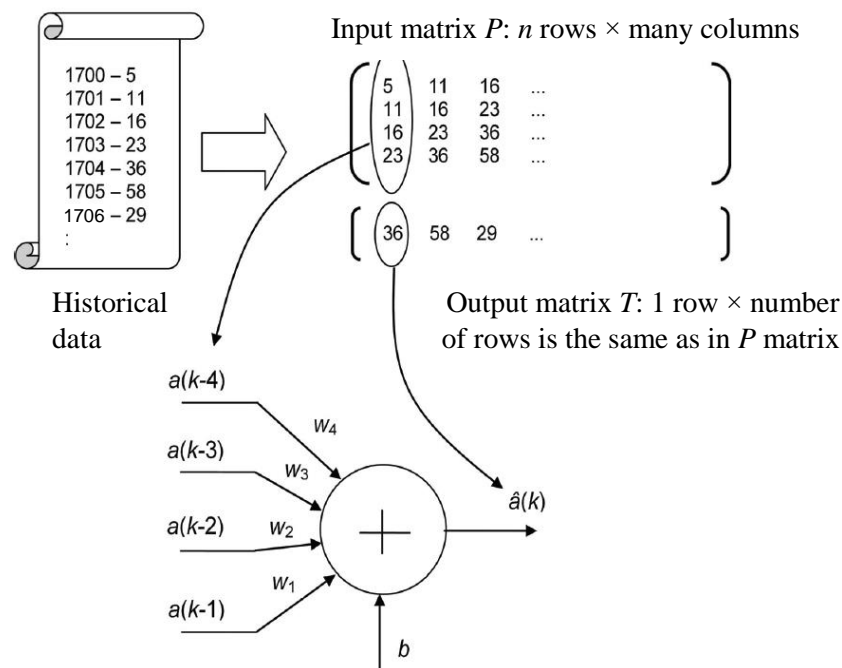 Input matrix P: n rows × many columns
1700 – 5
1701 – 11
1702 – 16
1703 – 23
1704 – 36
1705 – 58
1706 – 29
:
5 11 16 ...
11 16 23 ...
16 23 36 ...
23 36 58 ...
36 58 29 ...
Historical
data
Output matrix T: 1 row × number
of rows is the same as in P matrix
a(k-4)
w4
a(k-3)
w3
a(k-2)
w2
a(k-1)
w1
+
b
â(k)